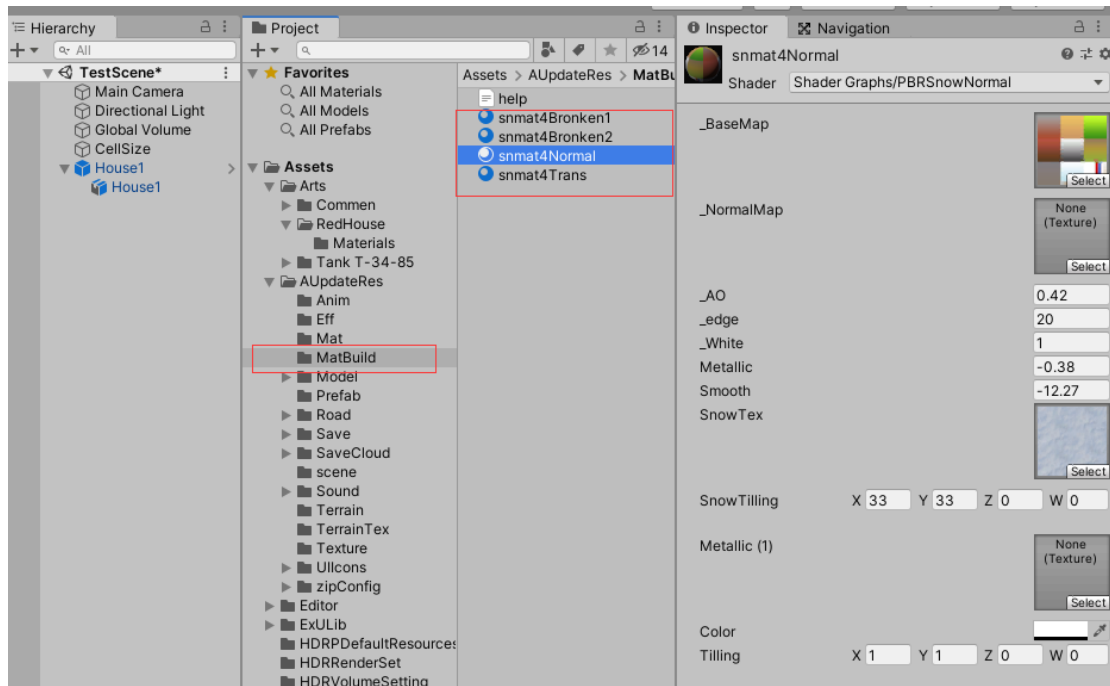 Hierarchy
All
TestScene*
Main Camera
Directional Light
Global Volume
CellSize
House1
House1
Project
14
Favorites
All Materials
All Models
All Prefabs
Assets
Arts
Commen
RedHouse
Materials
Tank T-34-85
AUpdateRes
Anim
Eff
Mat
MatBuild
Model
Prefab
Road
Save
SaveCloud
scene
Sound
Terrain
TerrainTex
Texture
UIIcons
zipConfig
Editor
ExULib
HDRPDefaultResources
HDRRenderSet
HDRVolumeSetting
Assets > AUpdateRes > MatBu
help
snmat4Bronken1
snmat4Bronken2
snmat4Normal
snmat4Trans
Inspector Navigation
snmat4Normal
Shader Shader Graphs/PBRSnowNormal
_BaseMap
Select
_NormalMap None
(Texture)
Select
_AO 0.42
_edge 20
_White 1
Metallic -0.38
Smooth -12.27
SnowTex
Select
SnowTilling X 33 Y 33 Z 0 W 0
Metallic (1) None
(Texture)
Select
Color
Tilling X 1 Y 1 Z 0 W 0